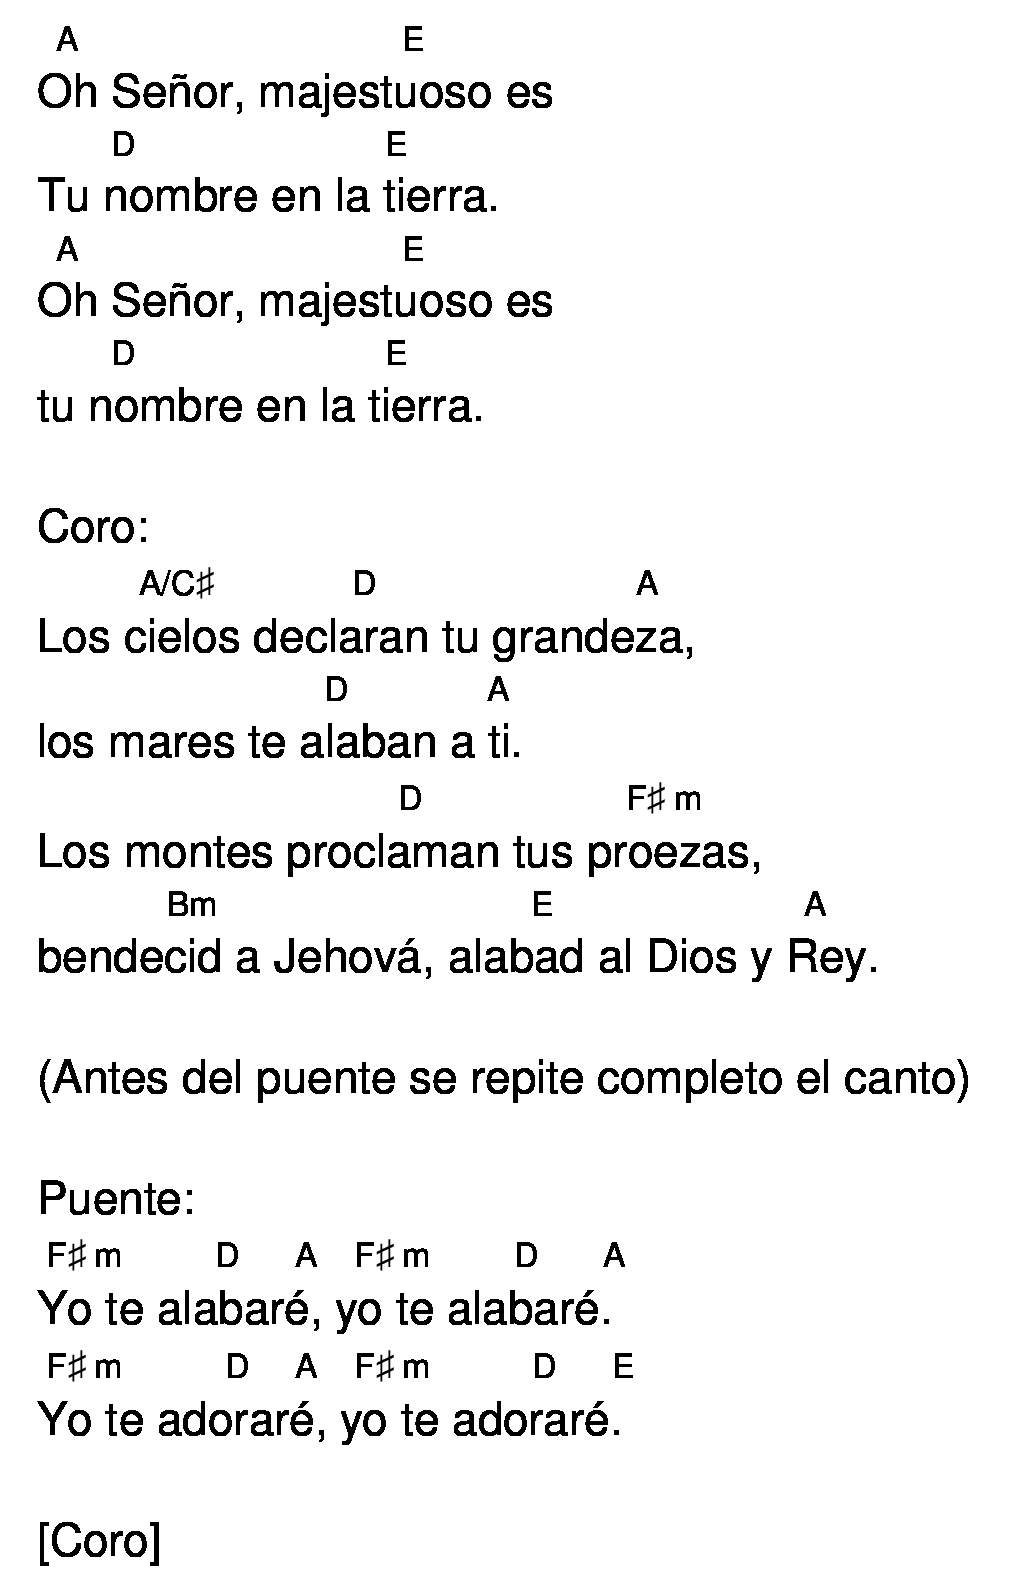 A E
Oh Señor, majestuoso es
D E
Tu nombre en la tierra.
A E
Oh Señor, majestuoso es
D E
tu nombre en la tierra.
Coro:
A/C♯ D A
Los cielos declaran tu grandeza,
D A
los mares te alaban a ti.
D F♯m
Los montes proclaman tus proezas,
Bm E A
bendecid a Jehová, alabad al Dios y Rey.
(Antes del puente se repite completo el canto)
Puente:
F♯m D A F♯m D A
Yo te alabaré, yo te alabaré.
F♯m D A F♯m D E
Yo te adoraré, yo te adoraré.
[Coro]